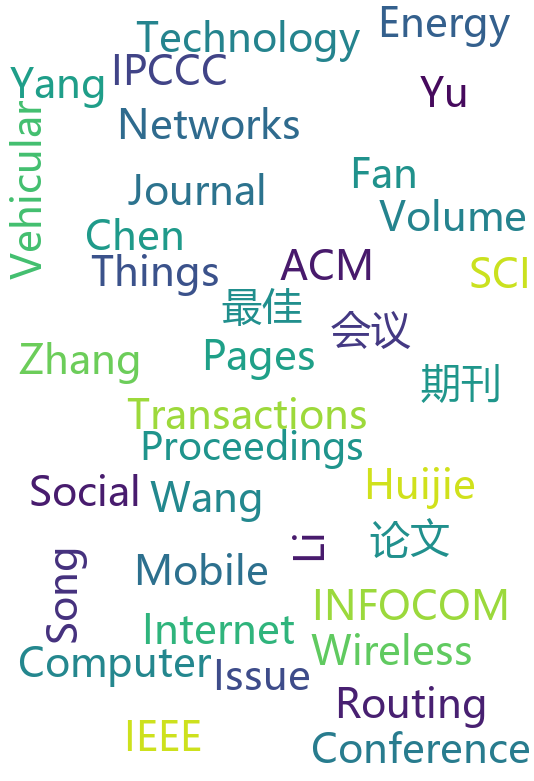 Technology
Energy
IPCCC
Yang
Yu
Vehicular
Networks
Fan
Journal
Volume
Chen
Things
ACM
SCI
最佳
会议
Zhang
Pages
期刊
Transactions
Proceedings
Social
Wang
Huijie
Li
论文
Song
Mobile
INFOCOM
Internet
Wireless
Computer
Issue
Routing
IEEE
Conference